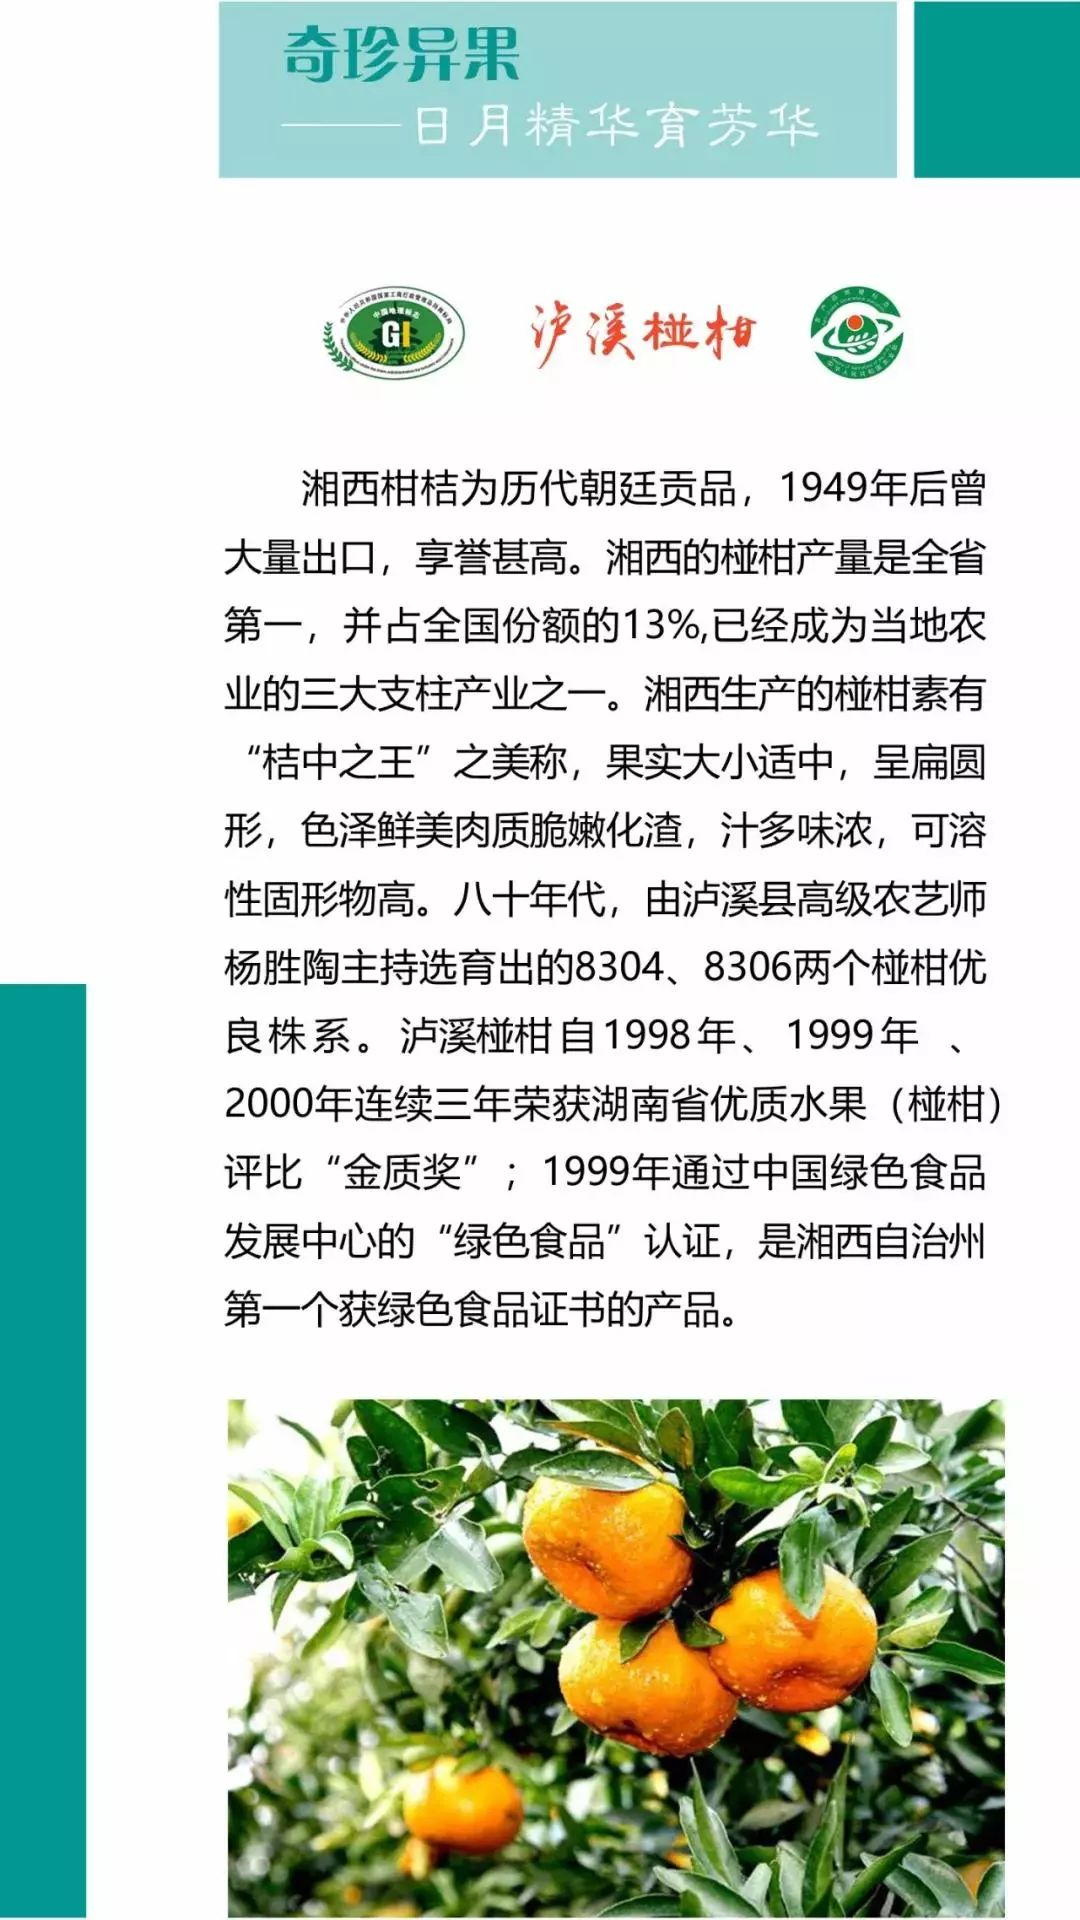 奇珍异果
——日月精华育芳华
中国地理标志
GI
泸溪椪柑
湘西柑桔为历代朝廷贡品，1949年后曾
大量出口，享誉甚高。湘西的椪柑产量是全省
第一，并占全国份额的13%,已经成为当地农
业的三大支柱产业之一。湘西生产的椪柑素有
“桔中之王”之美称，果实大小适中，呈扁圆
形，色泽鲜美肉质脆嫩化渣，汁多味浓，可溶
性固形物高。八十年代，由泸溪县高级农艺师
杨胜陶主持选育出的8304、8306两个椪柑优
良株系。泸溪椪柑自1998年、1999年 、
2000年连续三年荣获湖南省优质水果（椪柑）
评比“金质奖”；1999年通过中国绿色食品
发展中心的“绿色食品”认证，是湘西自治州
第一个获绿色食品证书的产品。